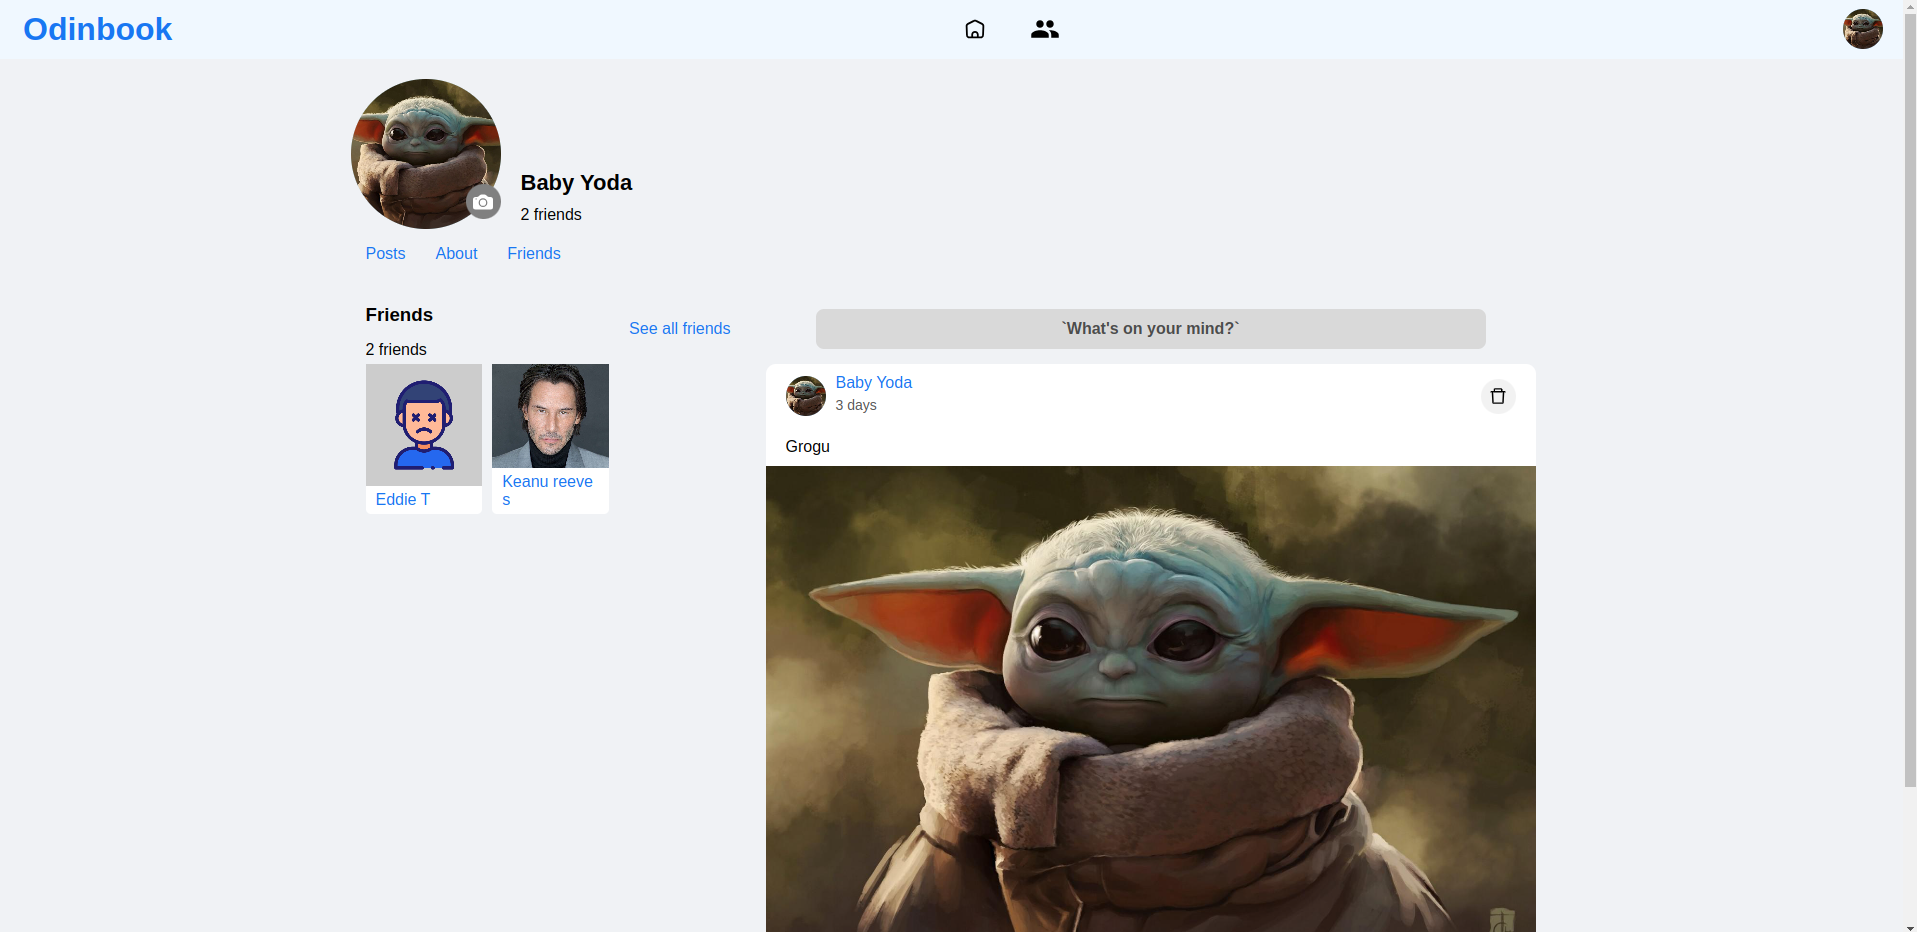 Odinbook
Baby Yoda
2 friends
Posts About Friends
Friends
See all friends
2 friends
Eddie T
Keanu reeve
s
`What's on your mind?`
Baby Yoda
3 days
Grogu